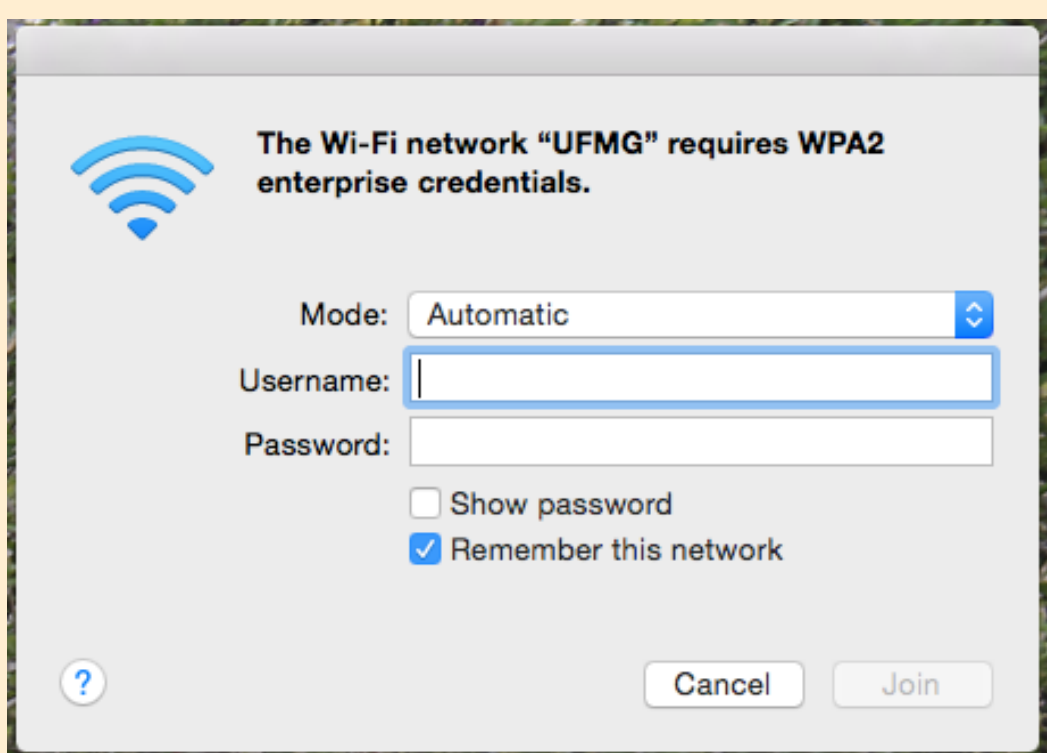 The Wi-Fi network “UFMG” requires WPA2
enterprise credentials.
Mode: Automatic
Username:
Password:
Show password
Remember this network
? Cancel Join